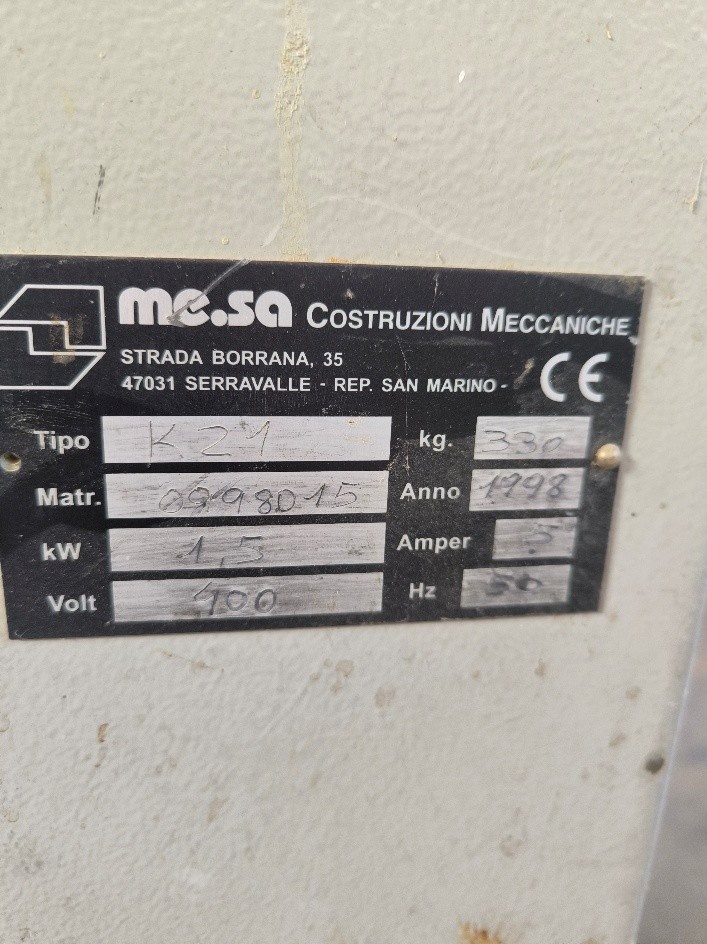 me.sa COSTRUZIONI MECCANICHE
STRADA BORRANA, 35
47031 SERRAVALLE - REP. SAN MARINO -
CE
Tipo K21 kg. 330
Matr. 0998D15 Anno 1998
kW 1,5 Amper 5
Volt 400 Hz 50